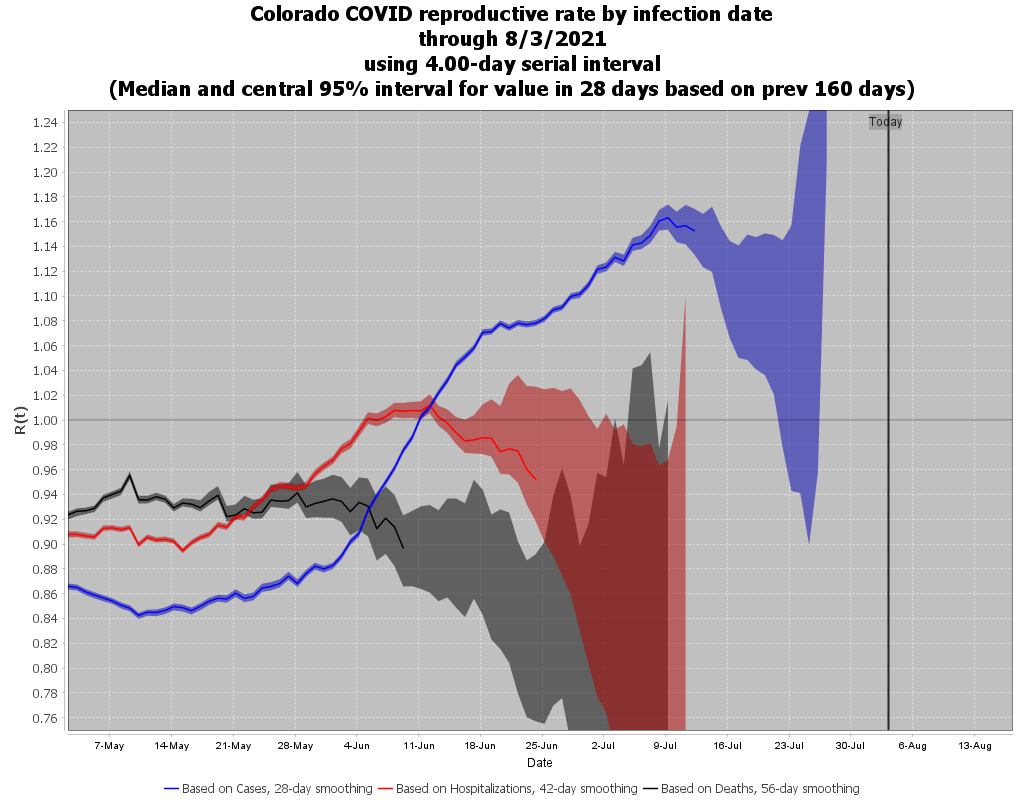 Colorado COVID reproductive rate by infection date
through 8/3/2021
using 4.00-day serial interval
(Median and central 95% interval for value in 28 days based on prev 160 days)
Today
1.24
1.22
1.20
1.18
1.16
1.14
1.12
1.10
1.08
1.06
1.04
1.02
1.00
0.98
0.96
0.94
0.92
0.90
0.88
0.86
0.84
0.82
0.80
0.78
0.76
R(t)
7-May 14-May 21-May 28-May 4-Jun 11-Jun 18-Jun 25-Jun 2-Jul 9-Jul 16-Jul 23-Jul 30-Jul 6-Aug 13-Aug
Date
Based on Cases, 28-day smoothing Based on Hospitalizations, 42-day smoothing Based on Deaths, 56-day smoothing